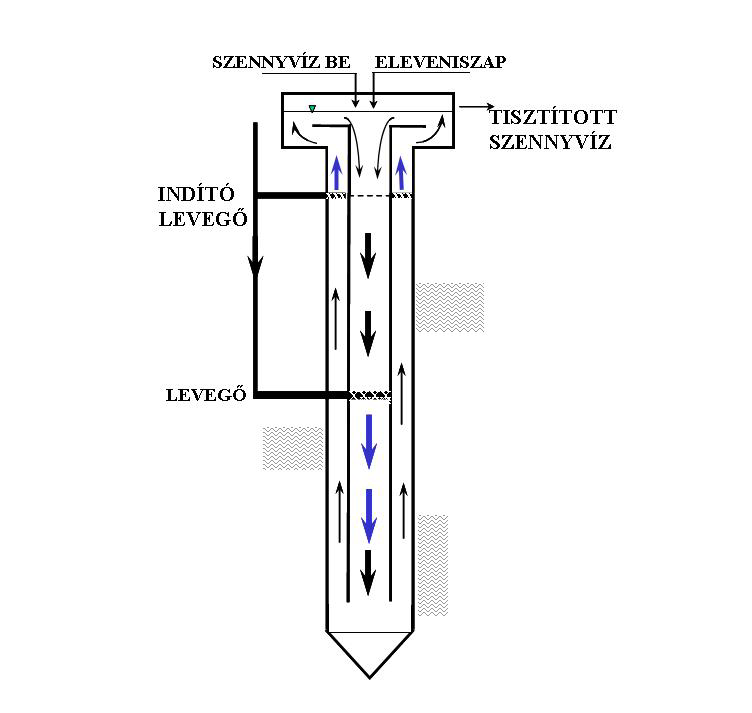 SZENNYVÍZ BE
ELEVENISZAP
TISZTÍTOTT
SZENNYVÍZ
INDÍTÓ
LEVEGŐ
LEVEGŐ